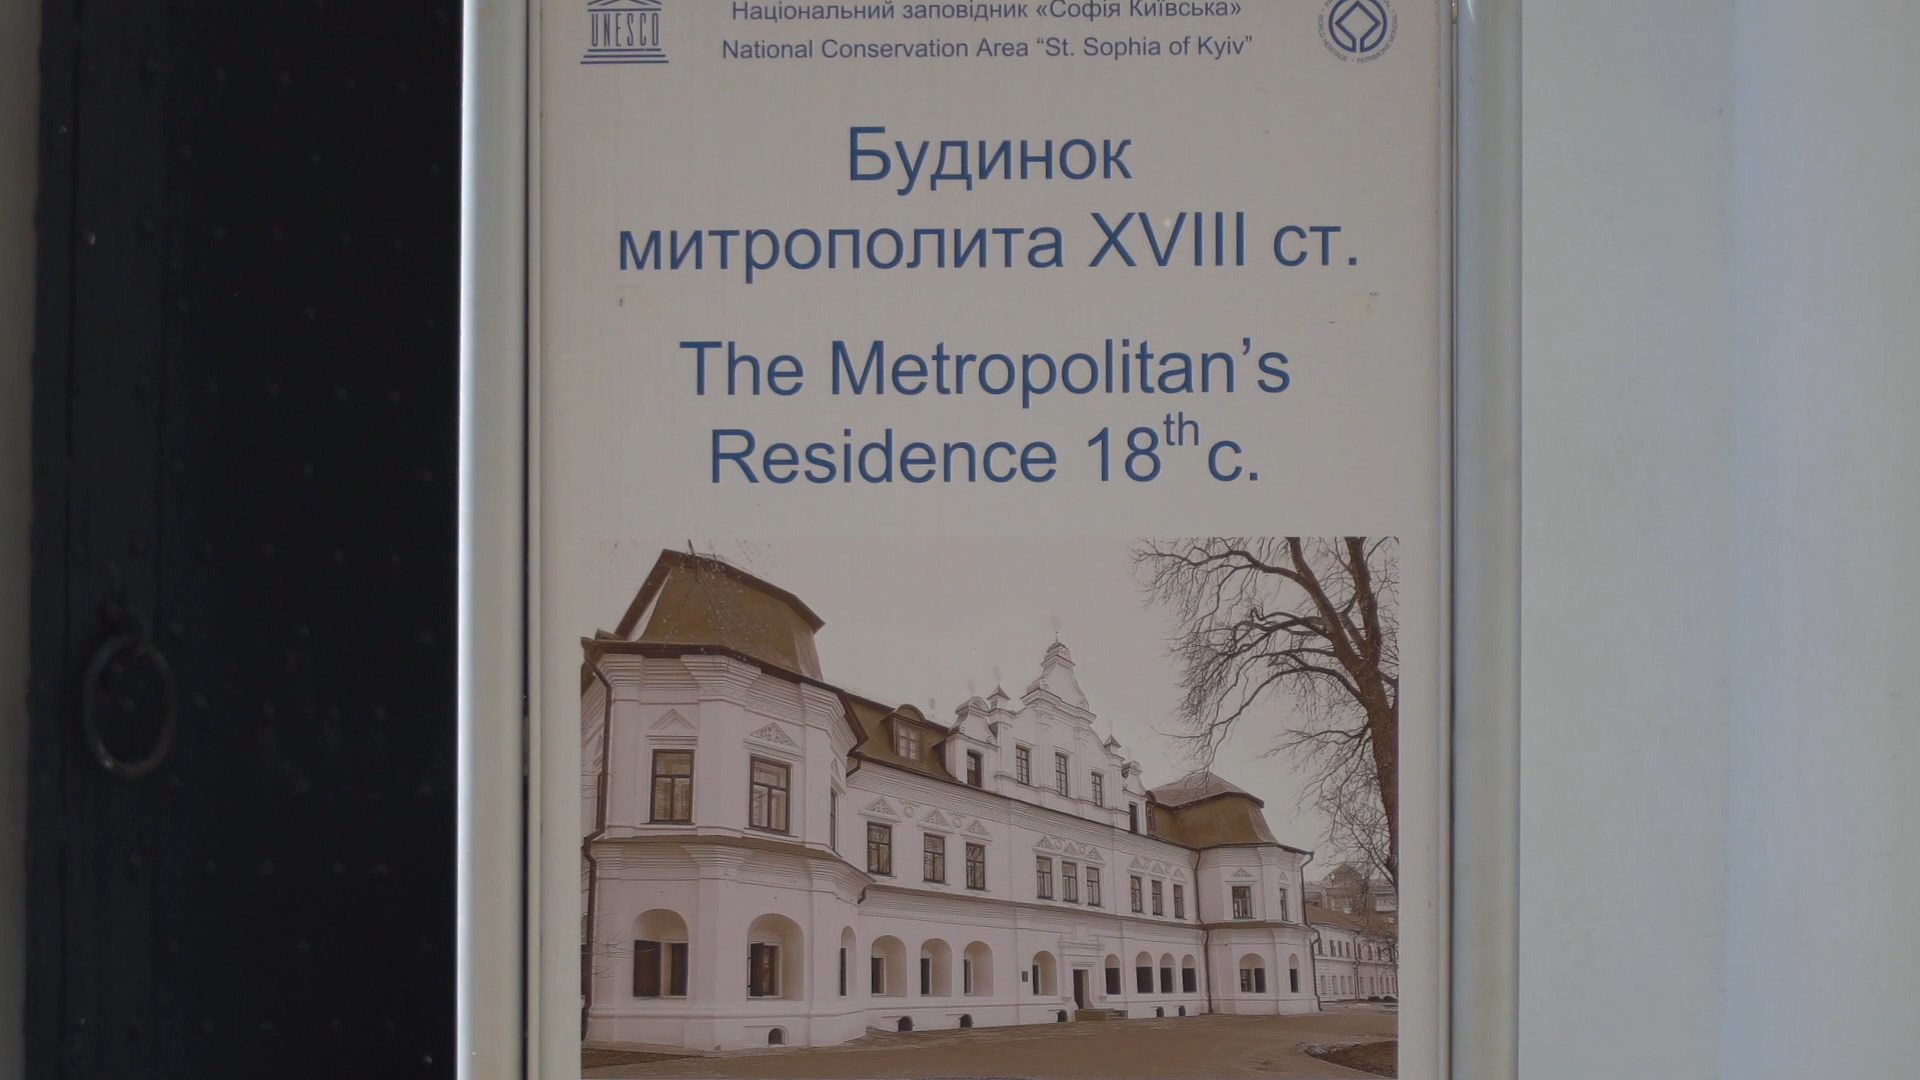 UNESCO
Національний заповідник «Софія Київська»
National Conservation Area “St. Sophia of Kyiv”
Будинок
митрополита XVIII ст.
The Metropolitan’s
Residence 18th c.